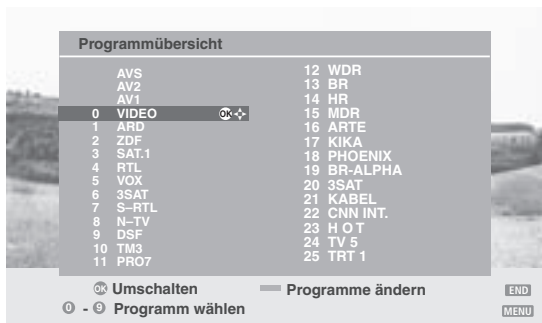 Programmübersicht
AVS
AV2
AV1
0 VIDEO OK
1 ARD
2 ZDF
3 SAT.1
4 RTL
5 VOX
6 3SAT
7 S–RTL
8 N–TV
9 DSF
10 TM3
11 PRO7
12 WDR
13 BR
14 HR
15 MDR
16 ARTE
17 KIKA
18 PHOENIX
19 BR-ALPHA
20 3SAT
21 KABEL
22 CNN INT.
23 H O T
24 TV 5
25 TRT 1
OK Umschalten
Programme ändern
END
0 - 9 Programm wählen
MENU